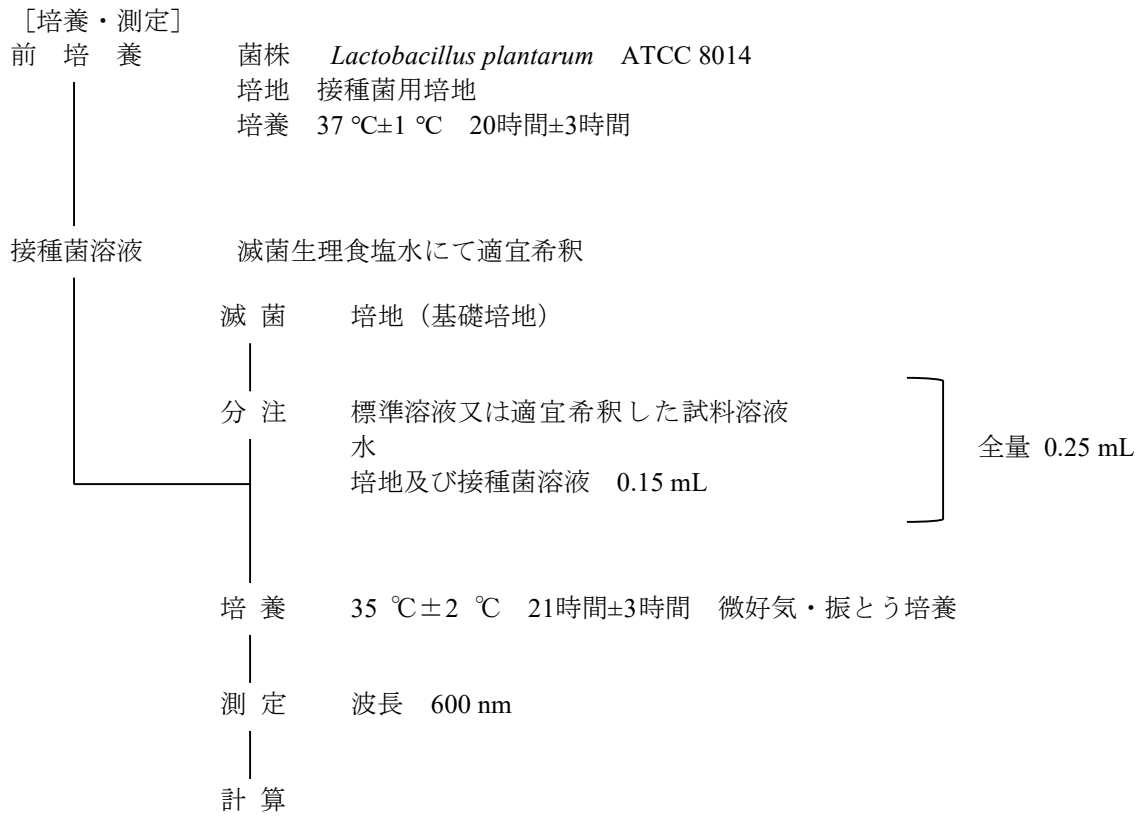 ［培養・測定］
前 培 養 菌株 Lactobacillus plantarum ATCC 8014
培地 接種菌用培地
培養 37 ℃±1 ℃ 20時間±3時間
接種菌溶液 滅菌生理食塩水にて適宜希釈
滅 菌 培地（基礎培地）
分 注 標準溶液又は適宜希釈した試料溶液
水
全量 0.25 mL
培地及び接種菌溶液 0.15 mL
培 養 35 ℃±2 ℃ 21時間±3時間 微好気・振とう培養
測 定 波長 600 nm
計 算